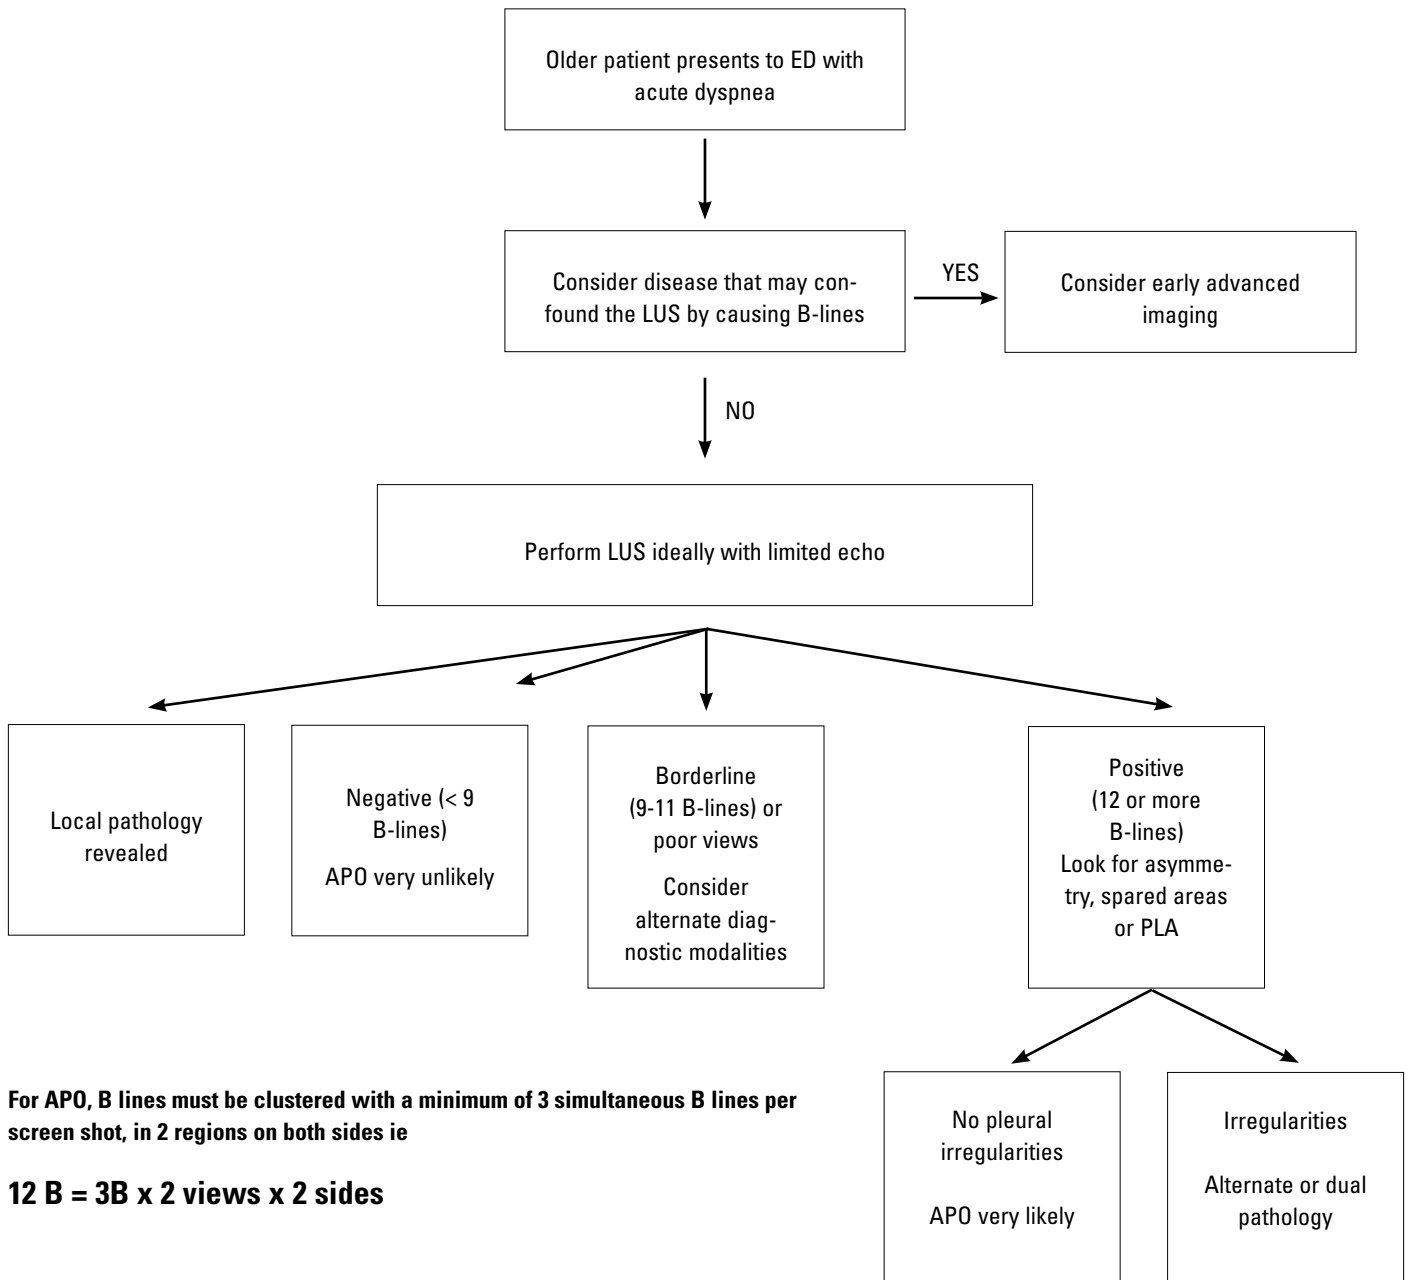 Older patient presents to ED with
acute dyspnea
Consider disease that may con-
found the LUS by causing B-lines
YES
Consider early advanced
imaging
NO
Perform LUS ideally with limited echo
Local pathology
revealed
Negative (< 9
B-lines)
APO very unlikely
Borderline
(9-11 B-lines) or
poor views
Consider
alternate diag-
nostic modalities
Positive
(12 or more
B-lines)
Look for asymme-
try, spared areas
or PLA
For APO, B lines must be clustered with a minimum of 3 simultaneous B lines per
screen shot, in 2 regions on both sides ie
12 B = 3B x 2 views x 2 sides
No pleural
irregularities
APO very likely
Irregularities
Alternate or dual
pathology